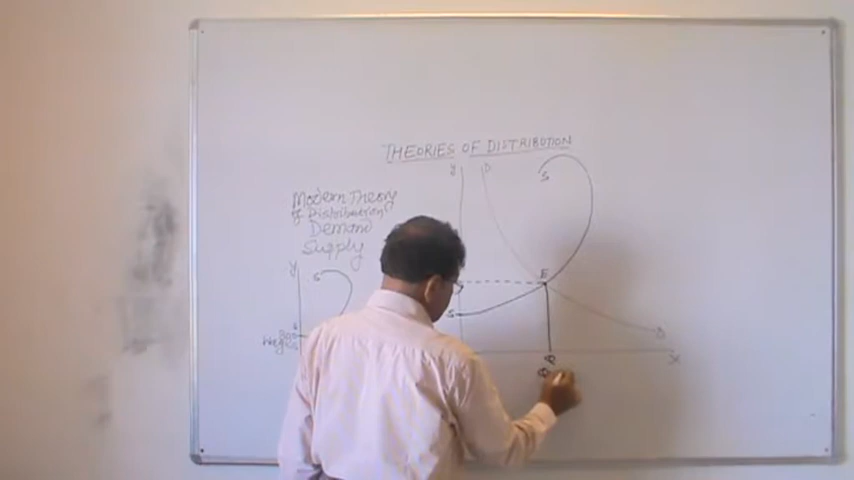 THEORIES OF DISTRIBUTION
Modern Theory
of Distribution
Demand
Supply
y
D
S
E
S
D
Q
X
y
S
Wages